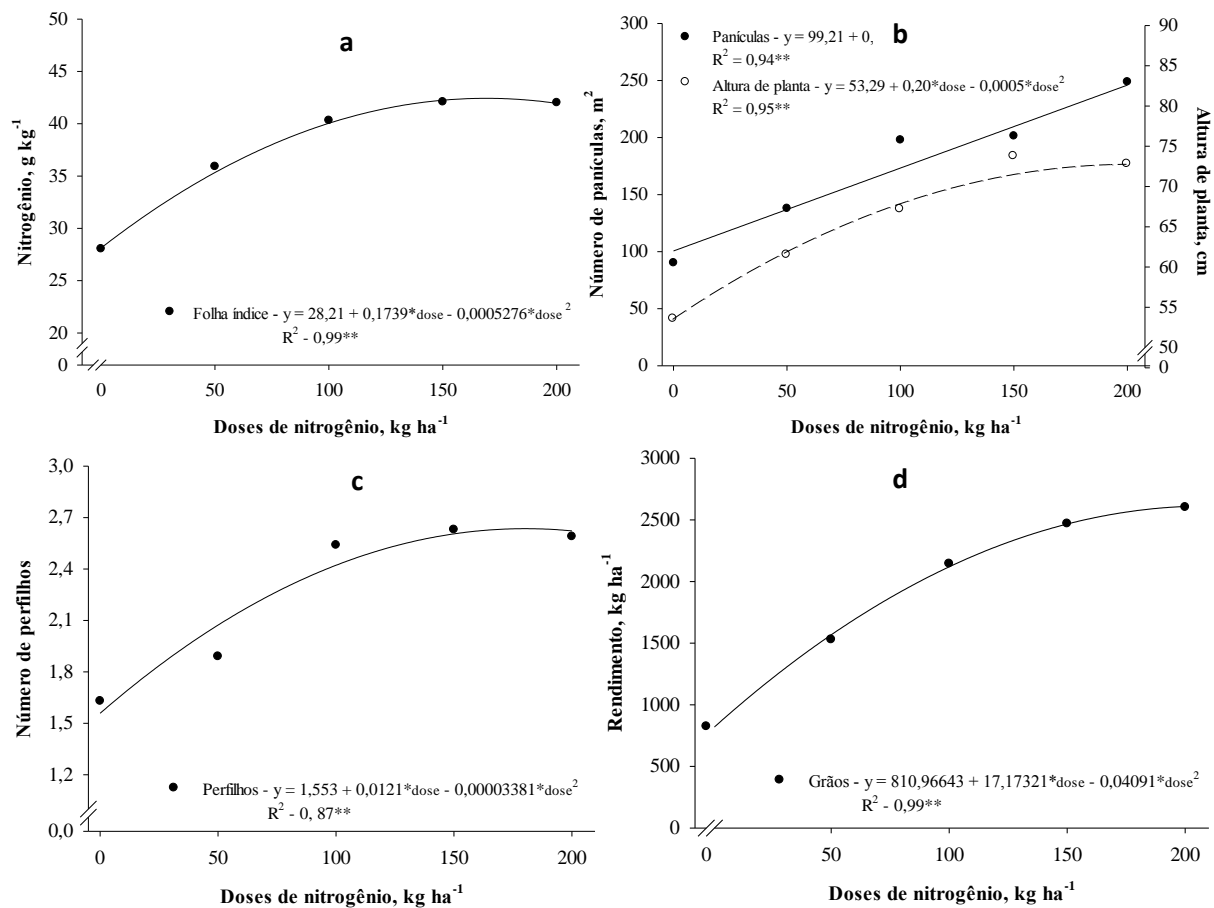 a
50
45
40
35
30
25
20
0
Nitrogênio, g kg⁻¹
Folha índice - y = 28,21 + 0,1739*dose - 0,0005276*dose²
R² - 0,99**
0 50 100 150 200
Doses de nitrogênio, kg ha⁻¹
b
300
250
200
150
100
50
0
Número de panículas, m²
Panículas - y = 99,21 + 0,
R² = 0,94**
Altura de planta - y = 53,29 + 0,20*dose - 0,0005*dose²
R² = 0,95**
90
85
80
75
70
65
60
55
50
0
Altura de planta, cm
0 50 100 150 200
Doses de nitrogênio, kg ha⁻¹
c
3,0
2,7
2,4
2,1
1,8
1,5
1,2
0,0
Número de perfilhos
Perfilhos - y = 1,553 + 0,0121*dose - 0,00003381*dose²
R² - 0, 87**
0 50 100 150 200
Doses de nitrogênio, kg ha⁻¹
d
3000
2500
2000
1500
1000
500
0
Rendimento, kg ha⁻¹
Grãos - y = 810,96643 + 17,17321*dose - 0,04091*dose²
R² - 0,99**
0 50 100 150 200
Doses de nitrogênio, kg ha⁻¹